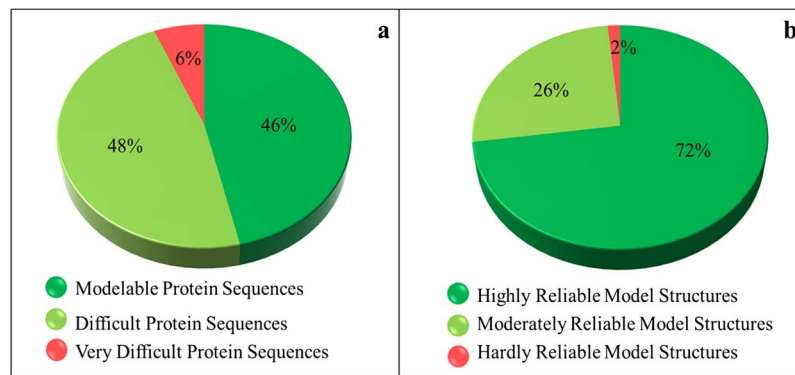 a
6%
46%
48%
Modelable Protein Sequences
Difficult Protein Sequences
Very Difficult Protein Sequences
b
2%
26%
72%
Highly Reliable Model Structures
Moderately Reliable Model Structures
Hardly Reliable Model Structures